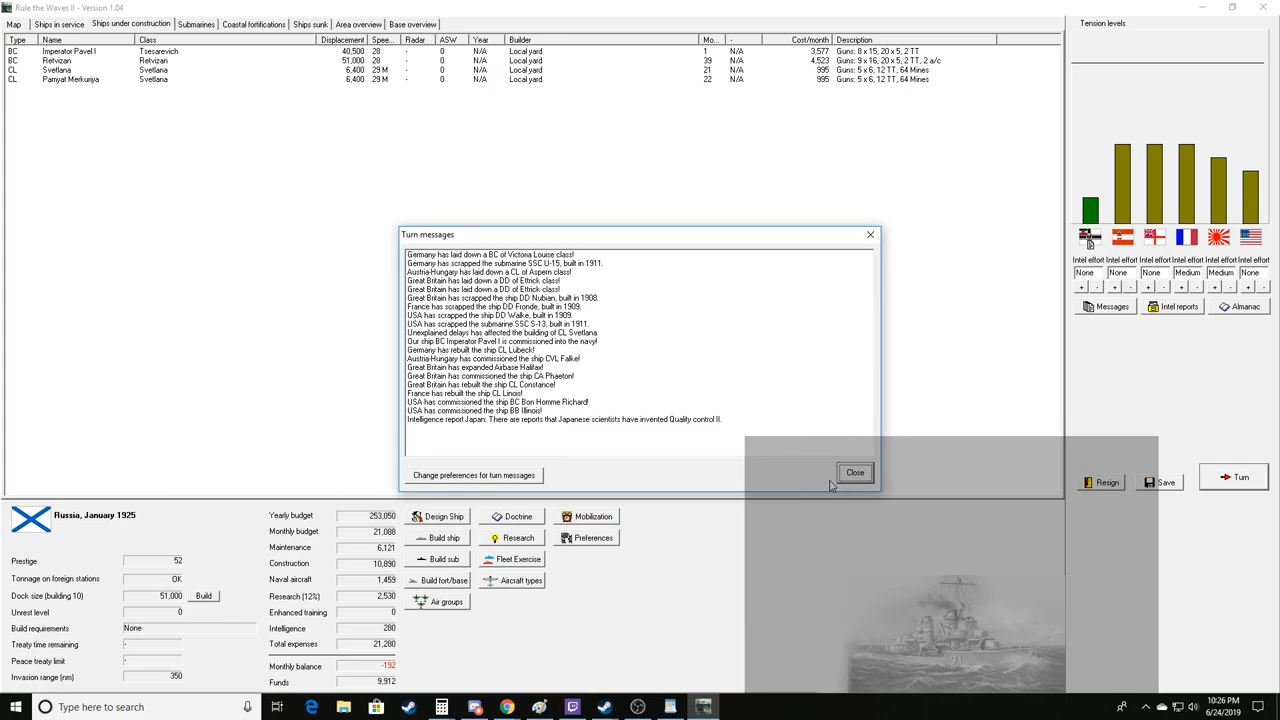 Rule the Waves II - Version 1.04
Map Ships in service Ships under construction Submarines Coastal fortifications Ships sunk Area overview Base overview
Type Name Class Displacement Spee... Radar ASW Year Builder Mo... - Cost/month Description
BC Imperator Pavel I Tsesarevich 40,500 28 - 0 N/A Local yard 1 N/A 3,577 Guns: 8 x 15, 20 x 5, 2 TT
BC Retvizan Retvizan 51,000 28 - 0 N/A Local yard 39 N/A 4,523 Guns: 9 x 16, 20 x 5, 2 TT, 2 a/c
CL Svetlana Svetlana 6,400 29 M - 0 N/A Local yard 21 N/A 995 Guns: 5 x 6, 12 TT, 64 Mines
CL Pamyat Merkuriya Svetlana 6,400 29 M - 0 N/A Local yard 22 N/A 995 Guns: 5 x 6, 12 TT, 64 Mines
Tension levels
Intel effort Intel effort Intel effort Intel effort Intel effort Intel effort
None None None Medium Medium None
+ - + - + - + - + - + -
Messages Intel reports Almanac
Turn messages
Germany has laid down a BC of Victoria Louise class!
Germany has scrapped the submarine SSC U-15, built in 1911.
Austria-Hungary has laid down a CL of Aspern class!
Great Britain has laid down a DD of Ettrick class!
Great Britain has laid down a DD of Ettrick class!
Great Britain has scrapped the ship DD Nubian, built in 1908.
France has scrapped the ship DD Fronde, built in 1909.
USA has scrapped the ship DD Walke, built in 1909.
USA has scrapped the submarine SSC S-13, built in 1911.
Unexplained delays has affected the building of CL Svetlana.
Our ship BC Imperator Pavel I is commissioned into the navy!
Germany has rebuilt the ship CL Lübeck!
Austria-Hungary has commissioned the ship CVL Falke!
Great Britain has expanded Airbase Halifax!
Great Britain has commissioned the ship CA Phaeton!
Great Britain has rebuilt the ship CL Constance!
France has rebuilt the ship CL Linois!
USA has commissioned the ship BC Bon Homme Richard!
USA has commissioned the ship BB Illinois!
Intelligence report Japan: There are reports that Japanese scientists have invented Quality control II.
Change preferences for turn messages Close
Resign Save Turn
Russia, January 1925
Prestige 52
Tonnage on foreign stations OK
Dock size (building 10) 51,000 Build
Unrest level 0
Build requirements None
Treaty time remaining -
Peace treaty limit -
Invasion range (nm) 350
Yearly budget 253,050
Monthly budget 21,088
Maintenance 6,121
Construction 10,890
Naval aircraft 1,459
Research (12%) 2,530
Enhanced training 0
Intelligence 280
Total expenses 21,280
Monthly balance -192
Funds 9,912
Design Ship Doctrine Mobilization
Build ship Research Preferences
Build sub Fleet Exercise
Build fort/base Aircraft types
Air groups
71
Type here to search
10:26 PM
6/24/2019